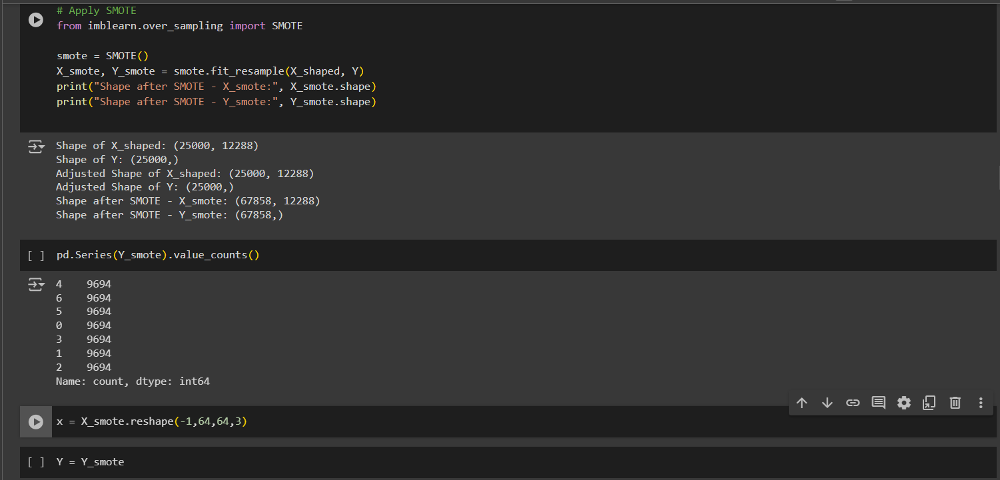 # Apply SMOTE
from imblearn.over_sampling import SMOTE
smote = SMOTE()
X_smote, Y_smote = smote.fit_resample(X_shaped, Y)
print("Shape after SMOTE - X_smote:", X_smote.shape)
print("Shape after SMOTE - Y_smote:", Y_smote.shape)
Shape of X_shaped: (25000, 12288)
Shape of Y: (25000,)
Adjusted Shape of X_shaped: (25000, 12288)
Adjusted Shape of Y: (25000,)
Shape after SMOTE - X_smote: (67858, 12288)
Shape after SMOTE - Y_smote: (67858,)
[ ] pd.Series(Y_smote).value_counts()
4    9694
6    9694
5    9694
0    9694
3    9694
1    9694
2    9694
Name: count, dtype: int64
x = X_smote.reshape(-1,64,64,3)
[ ] Y = Y_smote